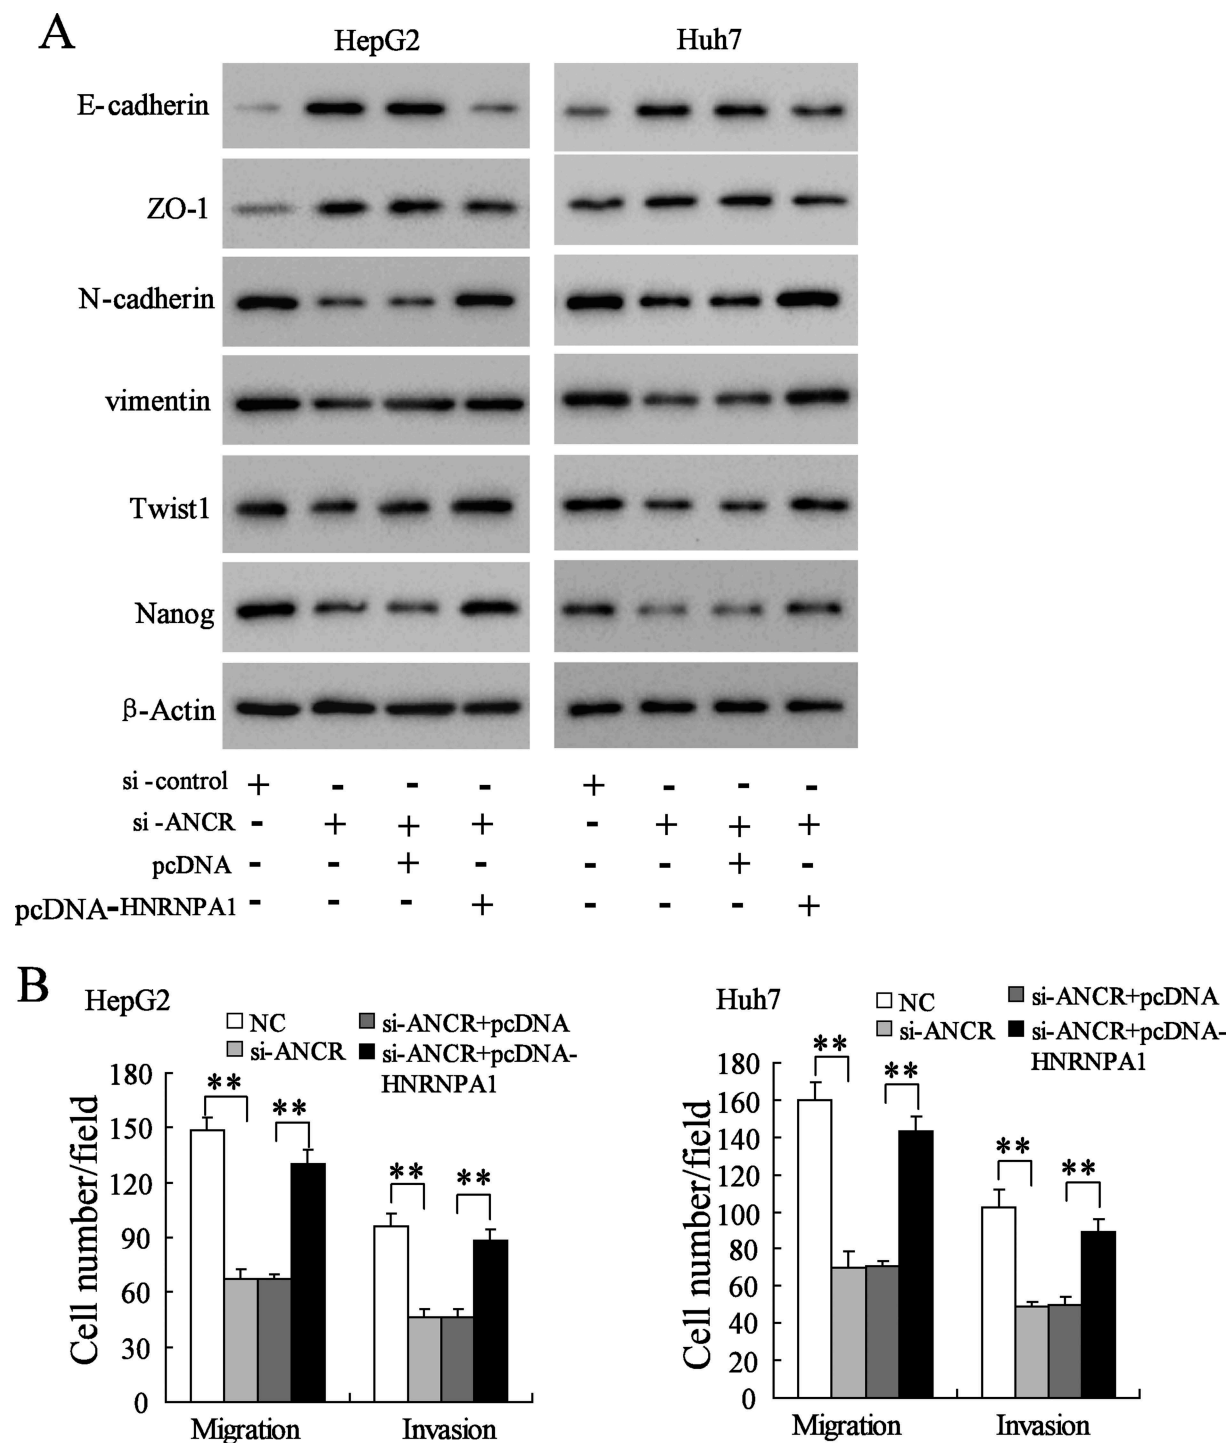 A
HepG2 Huh7
E-cadherin
ZO-1
N-cadherin
vimentin
Twist1
Nanog
β-Actin
si-control + - - - + - - -
si-ANCR - + + + - + + +
pcDNA - - + - - - + -
pcDNA-HNRNPA1 - - - + - - - +
B
HepG2
NC
si-ANCR
si-ANCR+pcDNA
si-ANCR+pcDNA-
HNRNPA1
Cell number/field
180
150
120
90
60
30
0
**
**
**
**
Migration Invasion
Huh7
NC
si-ANCR
si-ANCR+pcDNA
si-ANCR+pcDNA-
HNRNPA1
Cell number/field
180
160
140
120
100
80
60
40
20
0
**
**
**
**
Migration Invasion